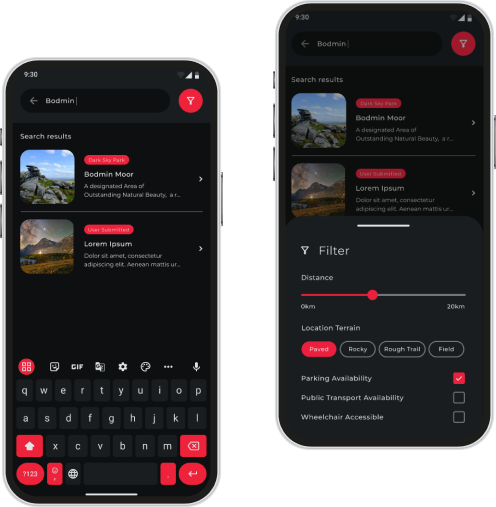 9:30
Bodmin
Search results
Dark Sky Park
Bodmin Moor
A designated Area of
Outstanding Natural Beauty, a r...
User Submitted
Lorem Ipsum
Dolor sit amet, consectetur
adipiscing elit. Aenean mattis ur...
GIF
q w e r t y u i o p
a s d f g h j k l
x c v b n m
?123 , .
9:30
Bodmin
Search results
Dark Sky Park
Bodmin Moor
A designated Area of
Outstanding Natural Beauty, a r...
User Submitted
Lorem Ipsum
Dolor sit amet, consectetur
adipiscing elit. Aenean mattis ur...
Filter
Distance
0km 20km
Location Terrain
Paved Rocky Rough Trail Field
Parking Availability
Public Transport Availability
Wheelchair Accessible